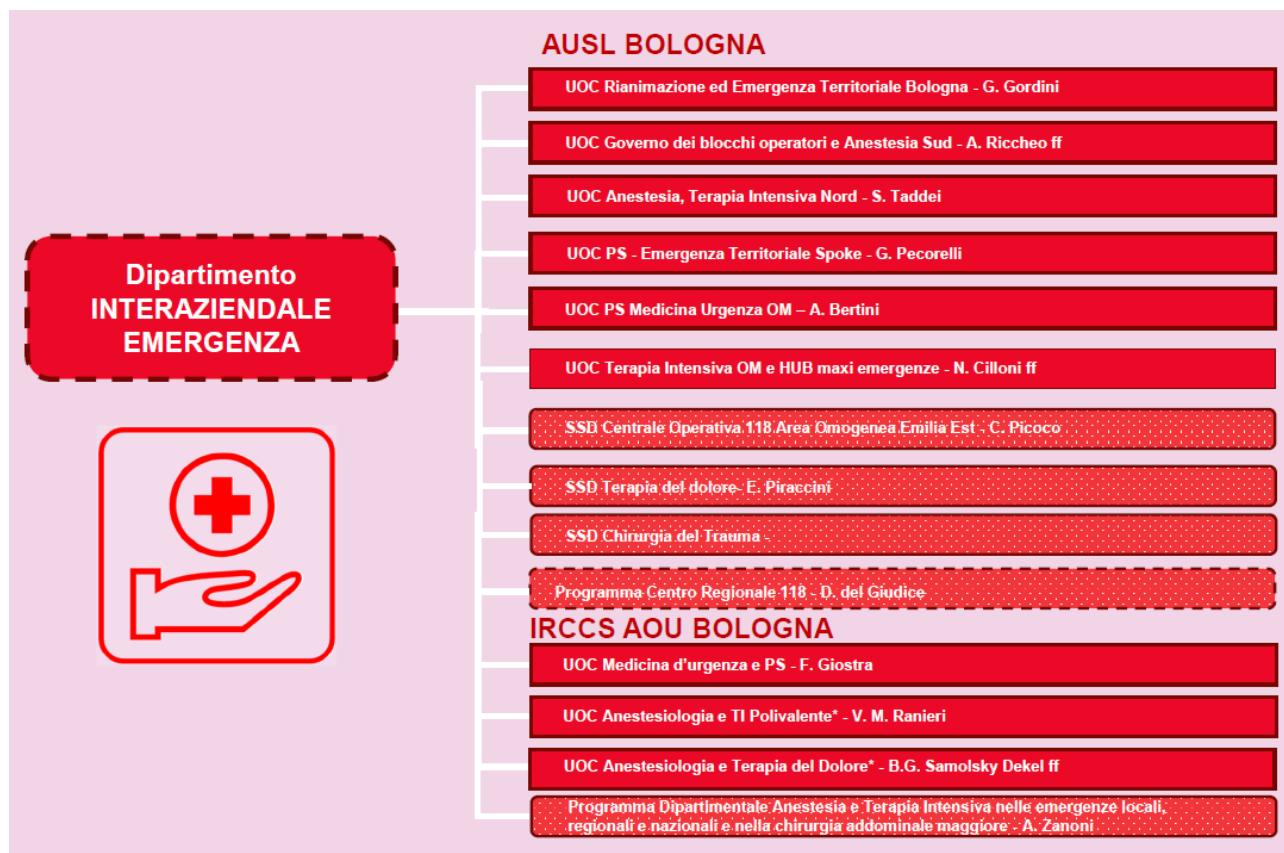 Dipartimento
INTERAZIENDALE
EMERGENZA
AUSL BOLOGNA
UOC Rianimazione ed Emergenza Territoriale Bologna - G. Gordini
UOC Governo dei blocchi operatori e Anestesia Sud - A. Riccheo ff
UOC Anestesia, Terapia Intensiva Nord - S. Taddei
UOC PS - Emergenza Territoriale Spoke - G. Pecorelli
UOC PS Medicina Urgenza OM – A. Bertini
UOC Terapia Intensiva OM e HUB maxi emergenze - N. Cilloni ff
SSD Centrale Operativa 118 Area Omogenea Emilia Est - C. Picoco
SSD Terapia del dolore- E. Piraccini
SSD Chirurgia del Trauma -
Programma Centro Regionale 118 - D. del Giudice
IRCCS AOU BOLOGNA
UOC Medicina d'urgenza e PS - F. Giostra
UOC Anestesiologia e TI Polivalente* - V. M. Ranieri
UOC Anestesiologia e Terapia del Dolore* - B.G. Samolsky Dekel ff
Programma Dipartimentale Anestesia e Terapia Intensiva nelle emergenze locali,
regionali e nazionali e nella chirurgia addominale maggiore - A. Zanoni